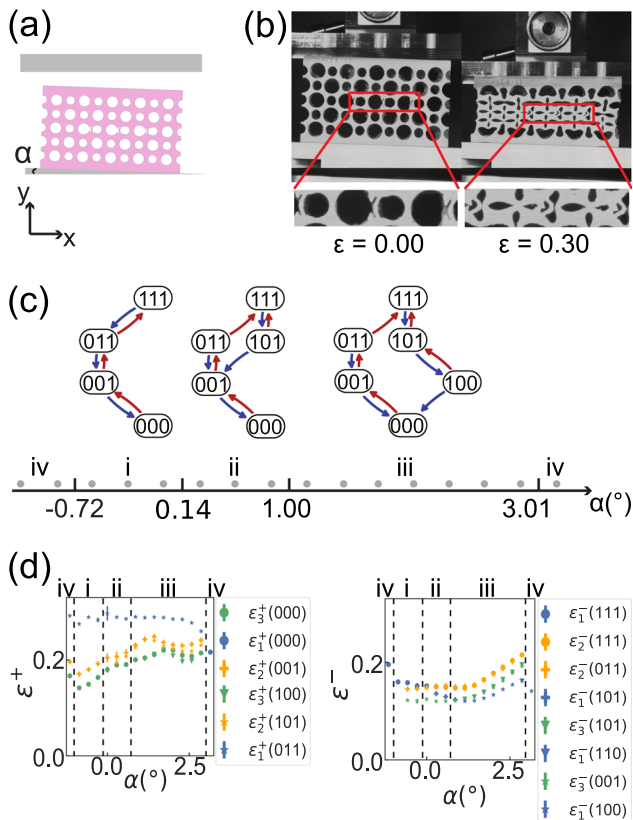 (a)
α
y
x
(b)
ε = 0.00
ε = 0.30
(c)
111
011
001
000
111
011
101
001
000
111
011
101
001
100
000
iv
i
ii
iii
iv
-0.72
0.14
1.00
3.01
α(°)
(d)
iv i ii iii iv
ε⁺
0.2
0.0
0.0
2.5
α(°)
ε₃⁺(000)
ε₁⁺(000)
ε₂⁺(001)
ε₃⁺(100)
ε₂⁺(101)
ε₁⁺(011)
iv i ii iii iv
ε⁻
0.2
0.0
0.0
2.5
α(°)
ε₁⁻(111)
ε₂⁻(111)
ε₂⁻(011)
ε₁⁻(101)
ε₃⁻(101)
ε₁⁻(110)
ε₃⁻(001)
ε₁⁻(100)